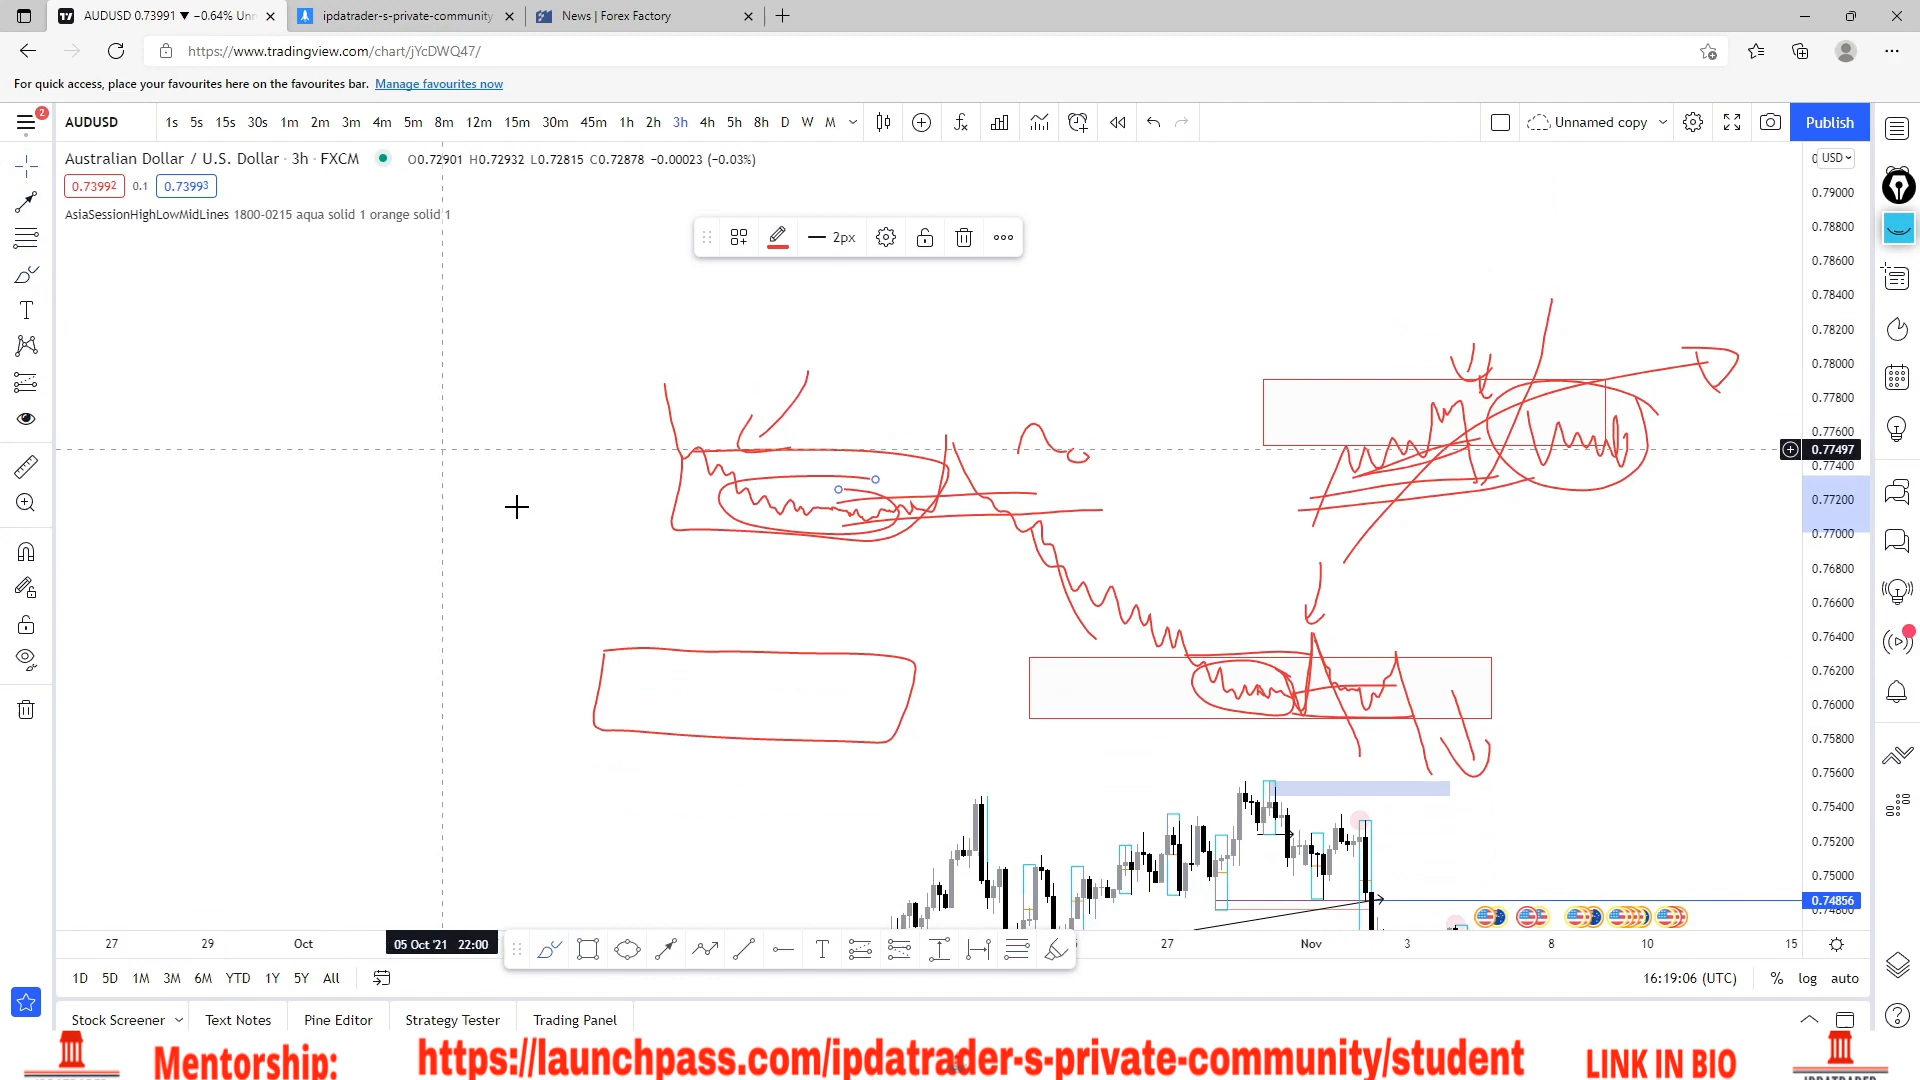 AUDUSD 0.73991 ▼ −0.64% Unn
ipdatrader-s-private-community
News | Forex Factory
https://www.tradingview.com/chart/jYcDWQ47/
For quick access, place your favourites here on the favourites bar. Manage favourites now
2
AUDUSD 1s 5s 15s 30s 1m 2m 3m 4m 5m 8m 12m 15m 30m 45m 1h 2h 3h 4h 5h 8h D W M
Unnamed copy
Publish
Australian Dollar / U.S. Dollar · 3h · FXCM O0.72901 H0.72932 L0.72815 C0.72878 −0.00023 (−0.03%)
USD
0.73992 0.1 0.73993
AsiaSessionHighLowMidLines 1800-0215 aqua solid 1 orange solid 1
2px
0.79000
0.78800
0.78600
0.78400
0.78200
0.78000
0.77800
0.77600
0.77497
0.77400
0.77200
0.77000
0.76800
0.76600
0.76400
0.76200
0.76000
0.75800
0.75600
0.75400
0.75200
0.75000
0.74856
0.74800
27 29 Oct 05 Oct '21 22:00 27 Nov 3 8 10 15
1D 5D 1M 3M 6M YTD 1Y 5Y All
16:19:06 (UTC) % log auto
Stock Screener Text Notes Pine Editor Strategy Tester Trading Panel
Mentorship: https://launchpass.com/ipdatrader-s-private-community/student LINK IN BIO